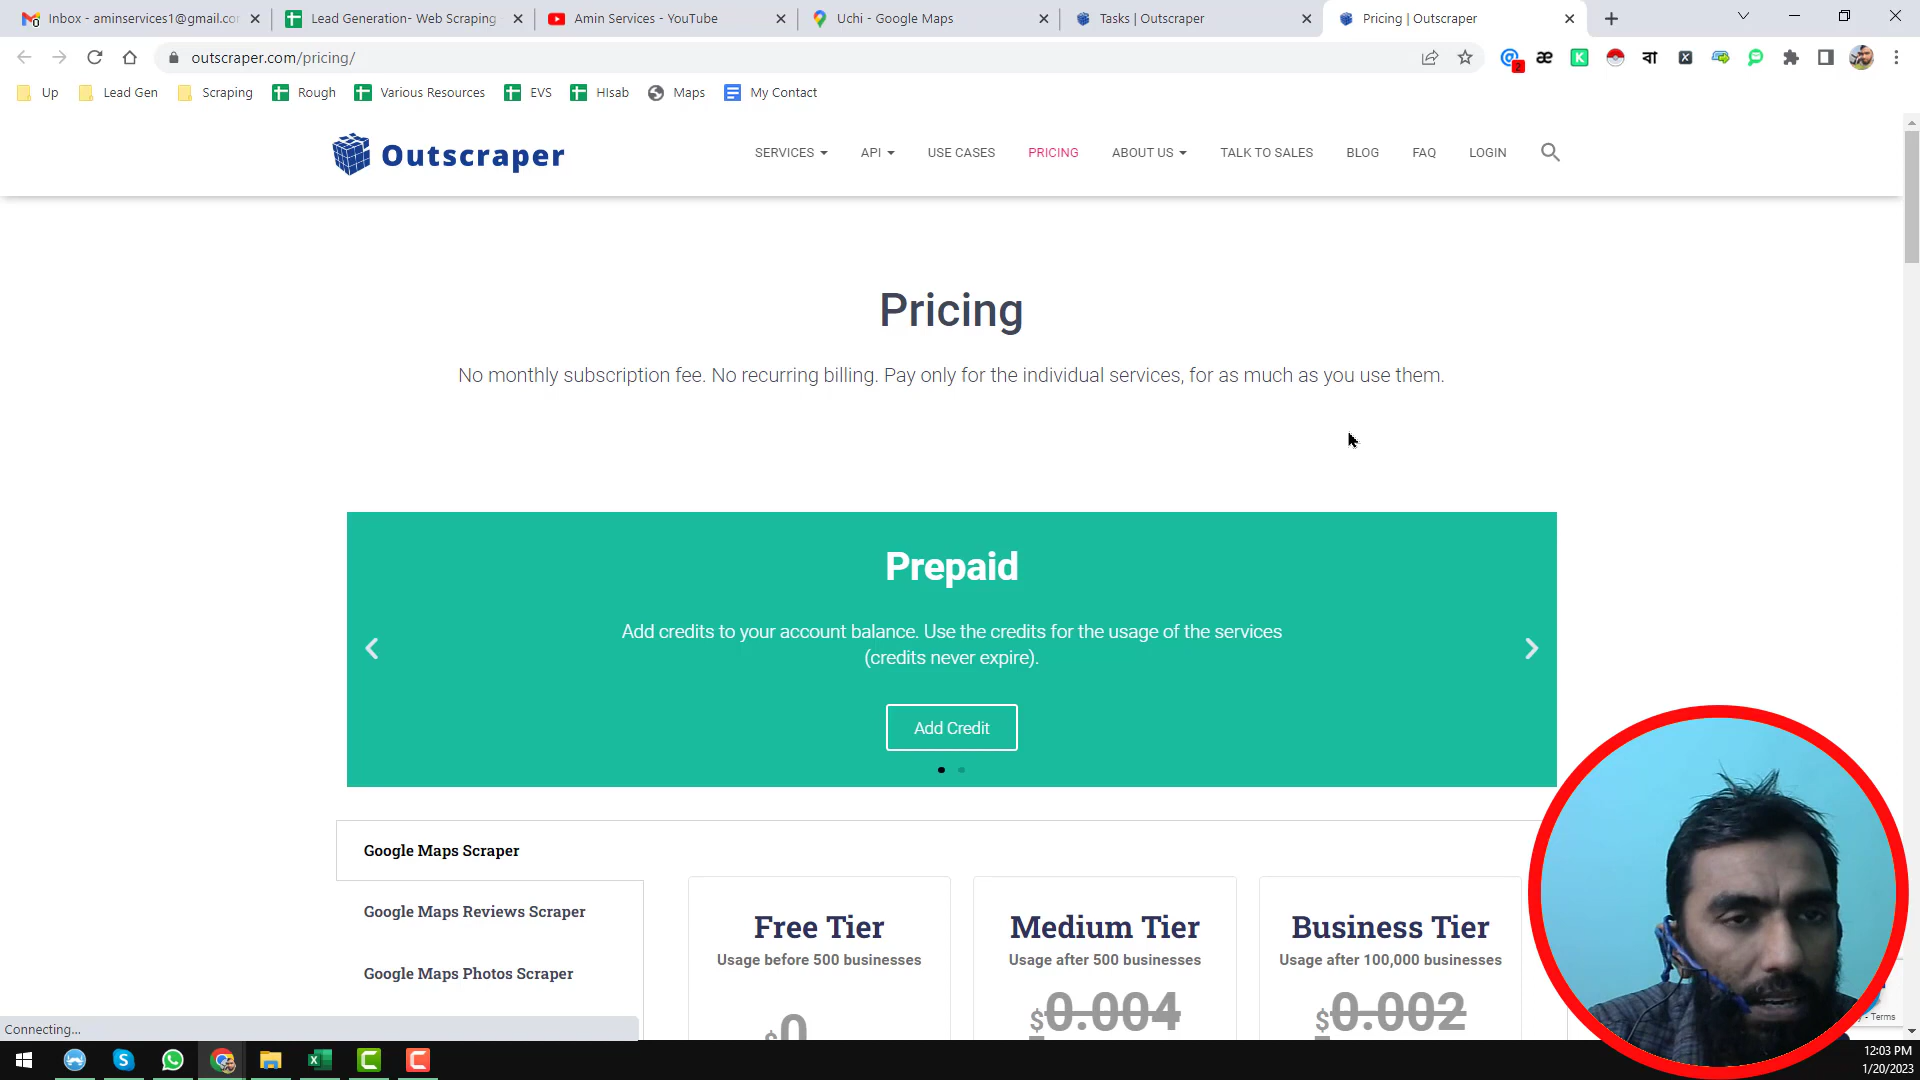 Inbox - aminservices1@gmail.co
Lead Generation- Web Scraping
Amin Services - YouTube
Uchi - Google Maps
Tasks | Outscraper
Pricing | Outscraper
outscraper.com/pricing/
2
æ
K
বা
X
Up
Lead Gen
Scraping
Rough
Various Resources
EVS
HIsab
Maps
My Contact
Outscraper
SERVICES
API
USE CASES
PRICING
ABOUT US
TALK TO SALES
BLOG
FAQ
LOGIN
Pricing
No monthly subscription fee. No recurring billing. Pay only for the individual services, for as much as you use them.
Prepaid
Add credits to your account balance. Use the credits for the usage of the services
(credits never expire).
Add Credit
Google Maps Scraper
Google Maps Reviews Scraper
Google Maps Photos Scraper
Free Tier
Usage before 500 businesses
$0
Medium Tier
Usage after 500 businesses
$0.004
Business Tier
Usage after 100,000 businesses
$0.002
- Terms
Connecting...
12:03 PM
1/20/2023